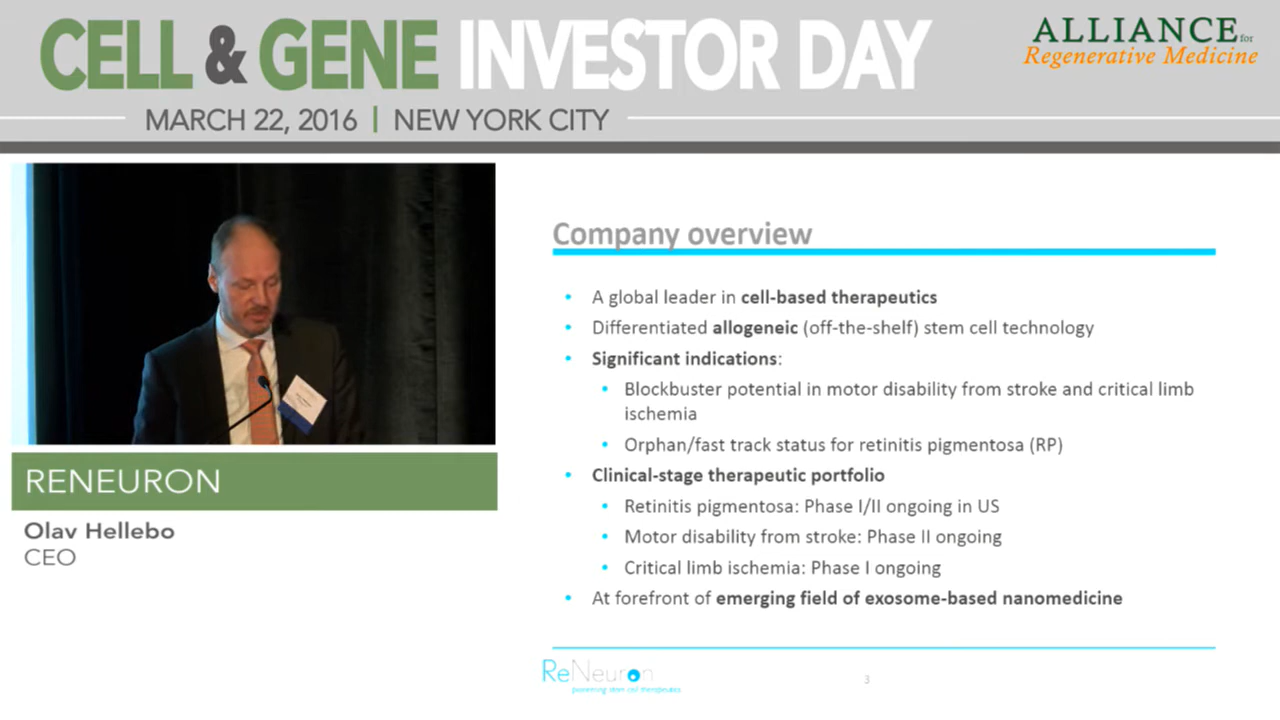 CELL & GENE INVESTOR DAY
ALLIANCE for
Regenerative Medicine
MARCH 22, 2016 | NEW YORK CITY
RENEURON
Olav Hellebo
CEO
Company overview
• A global leader in cell-based therapeutics
• Differentiated allogeneic (off-the-shelf) stem cell technology
• Significant indications:
• Blockbuster potential in motor disability from stroke and critical limb
ischemia
• Orphan/fast track status for retinitis pigmentosa (RP)
• Clinical-stage therapeutic portfolio
• Retinitis pigmentosa: Phase I/II ongoing in US
• Motor disability from stroke: Phase II ongoing
• Critical limb ischemia: Phase I ongoing
• At forefront of emerging field of exosome-based nanomedicine
ReNeuron
pioneering stem cell therapeutics
3